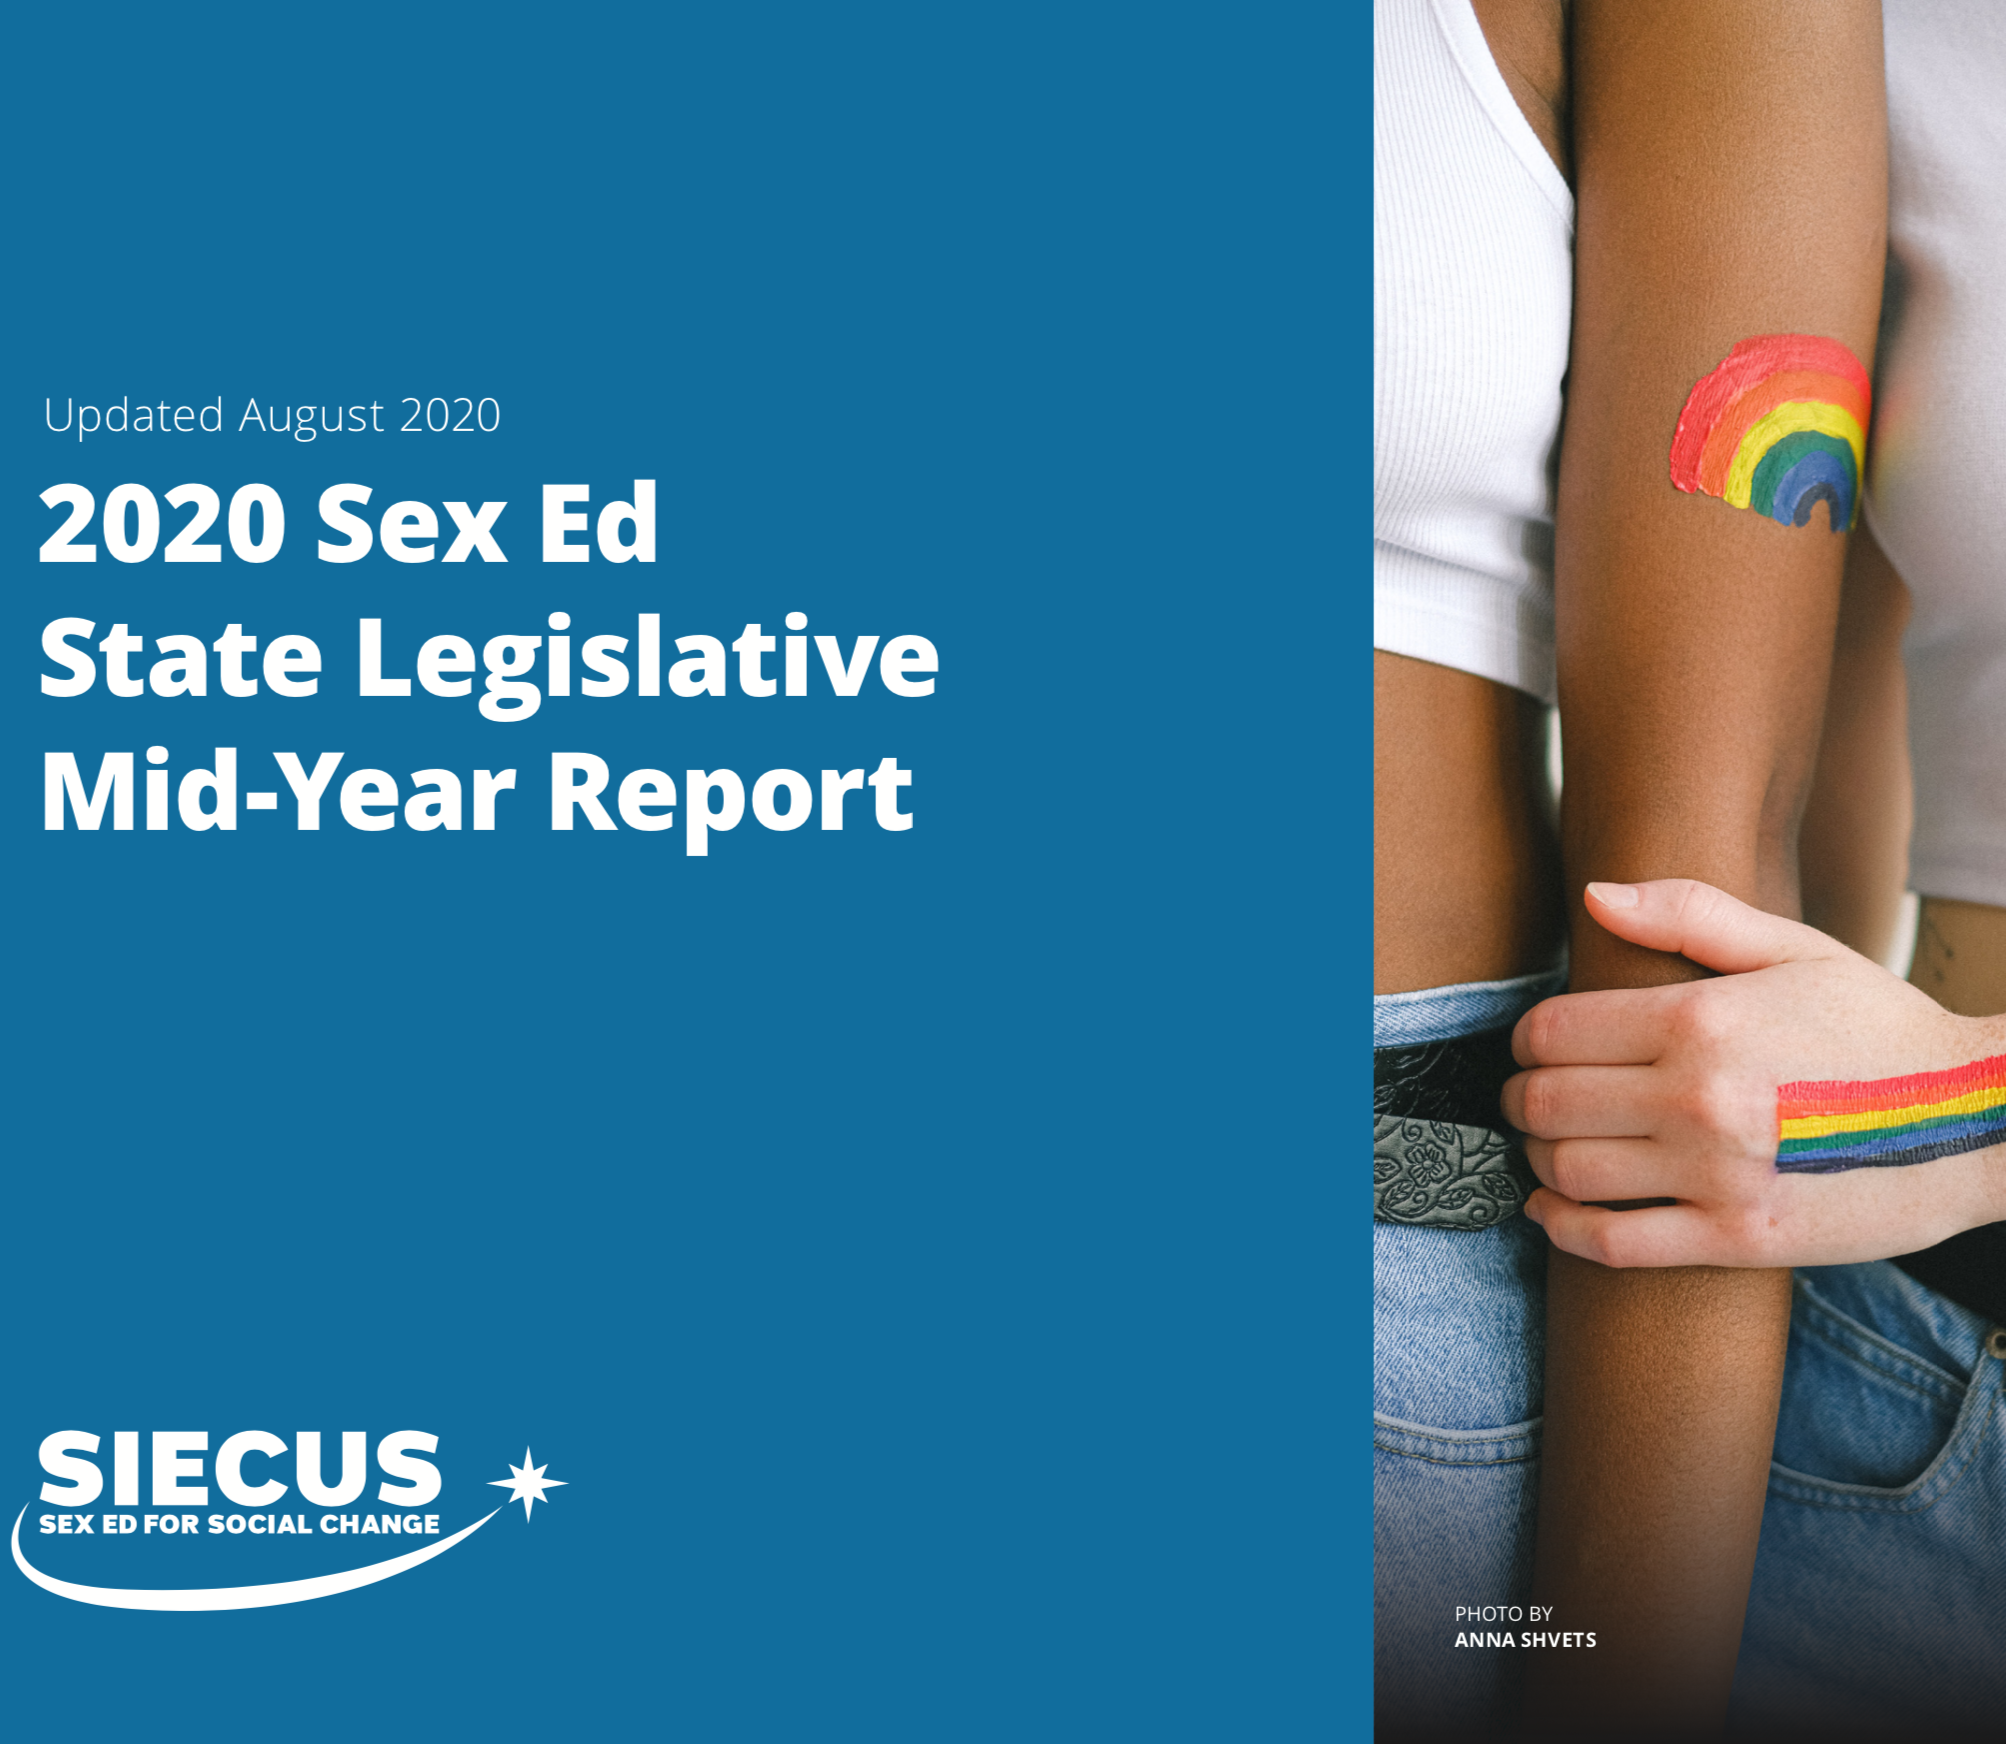 Updated August 2020
2020 Sex Ed
State Legislative
Mid-Year Report
SIECUS
SEX ED FOR SOCIAL CHANGE
PHOTO BY
ANNA SHVETS